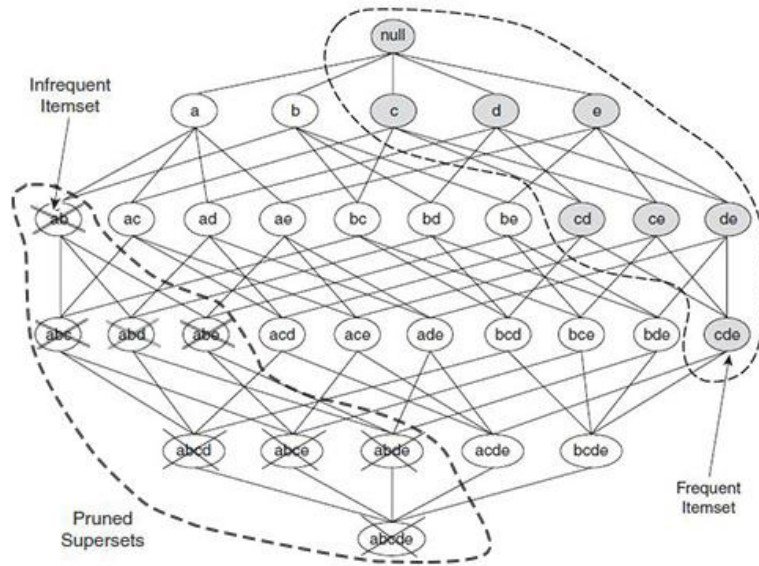 null
Infrequent
Itemset
a
b
c
d
e
ab
ac
ad
ae
bc
bd
be
cd
ce
de
abc
abd
abe
acd
ace
ade
bcd
bce
bde
cde
abcd
abce
abde
acde
bcde
Frequent
Itemset
Pruned
Supersets
abcde